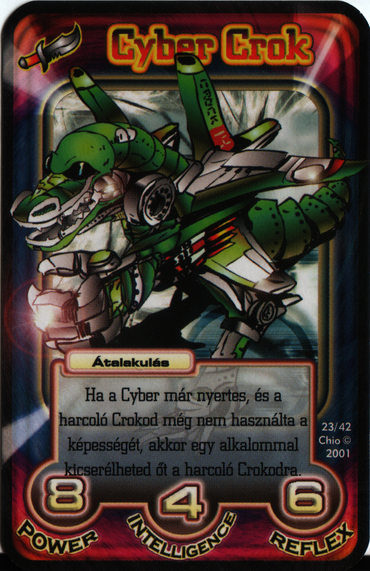 Cyber Crok
Átalakulás
Ha a Cyber már nyertes, és a
harcoló Crokod még nem használta a
képességét, akkor egy alkalommal
kicserélheted őt a harcoló Crokodra.
23/42
Chio ©
2001
8
4
6
POWER
INTELLIGENCE
REFLEX